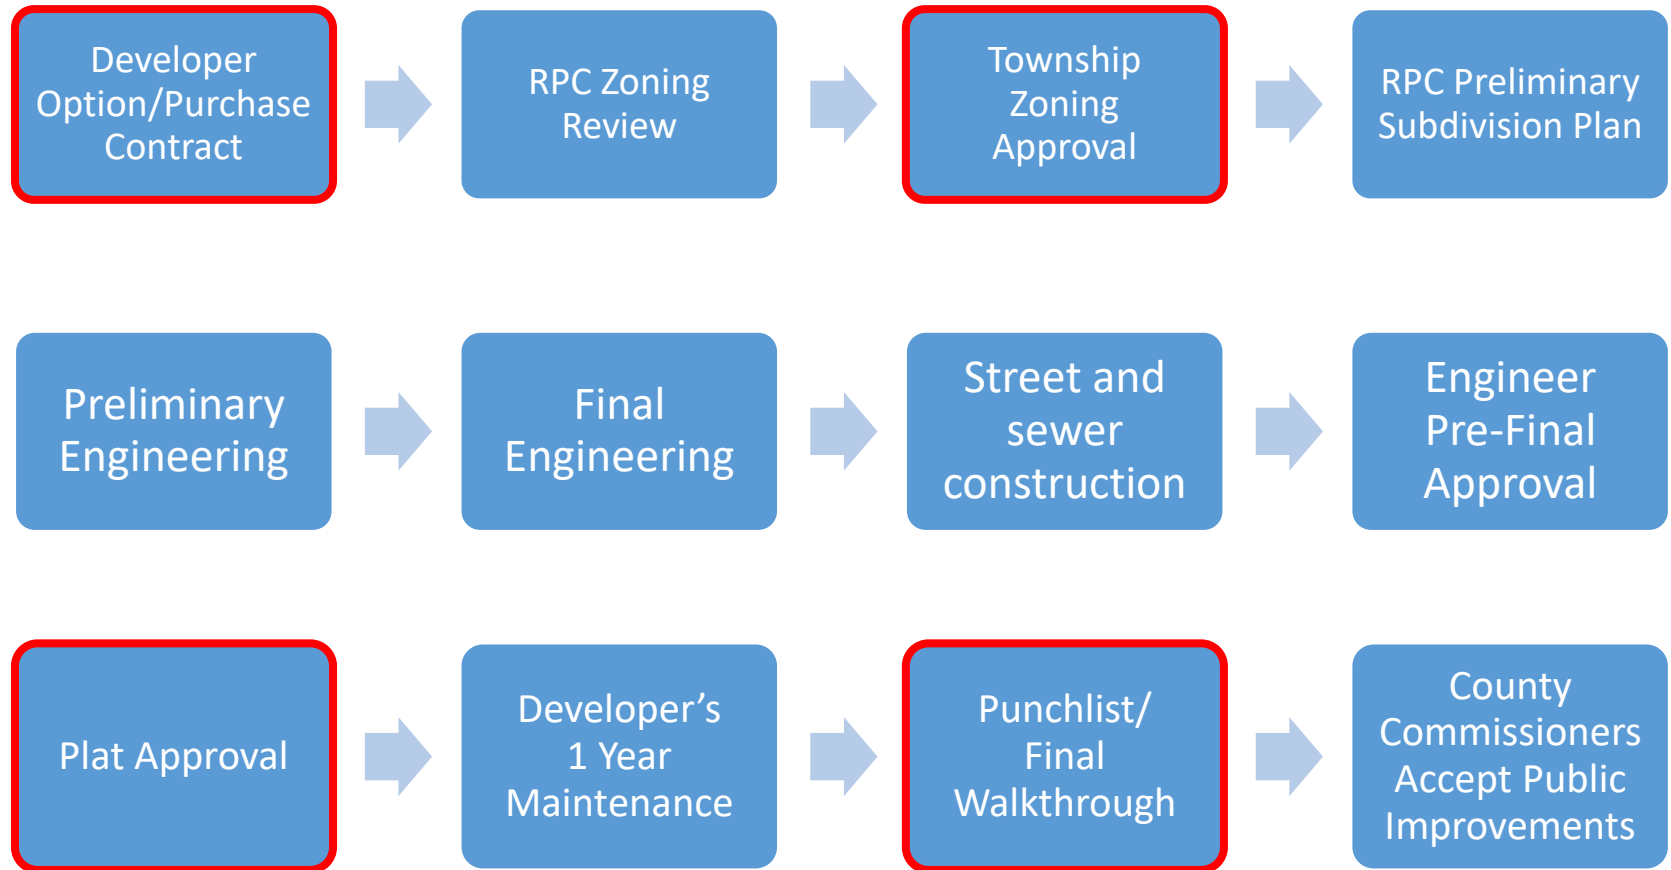 Developer
Option/Purchase
Contract
RPC Zoning
Review
Township
Zoning
Approval
RPC Preliminary
Subdivision Plan
Preliminary
Engineering
Final
Engineering
Street and
sewer
construction
Engineer
Pre-Final
Approval
Plat Approval
Developer’s
1 Year
Maintenance
Punchlist/
Final
Walkthrough
County
Commissioners
Accept Public
Improvements